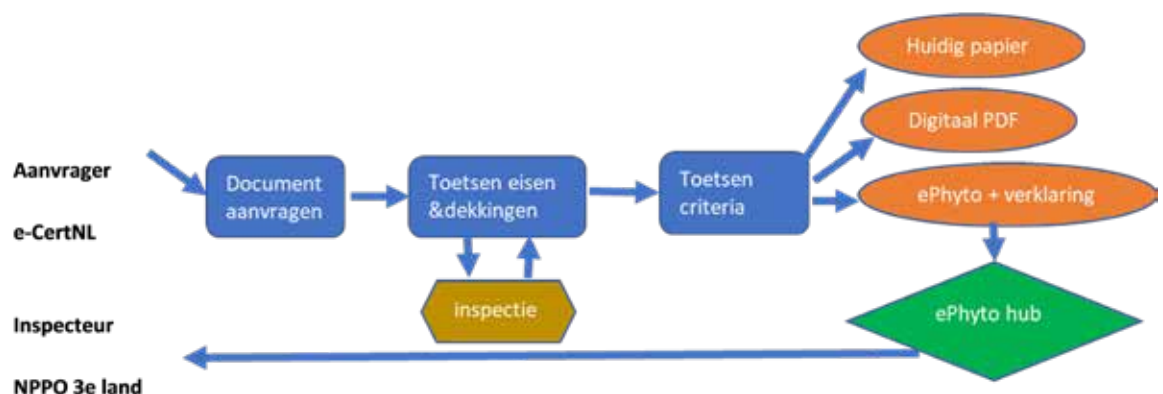 Huidig papier
Digitaal PDF
Aanvrager
Document
aanvragen
Toetsen eisen
&dekkingen
Toetsen
criteria
ePhyto + verklaring
e-CertNL
inspectie
ePhyto hub
Inspecteur
NPPO 3e land